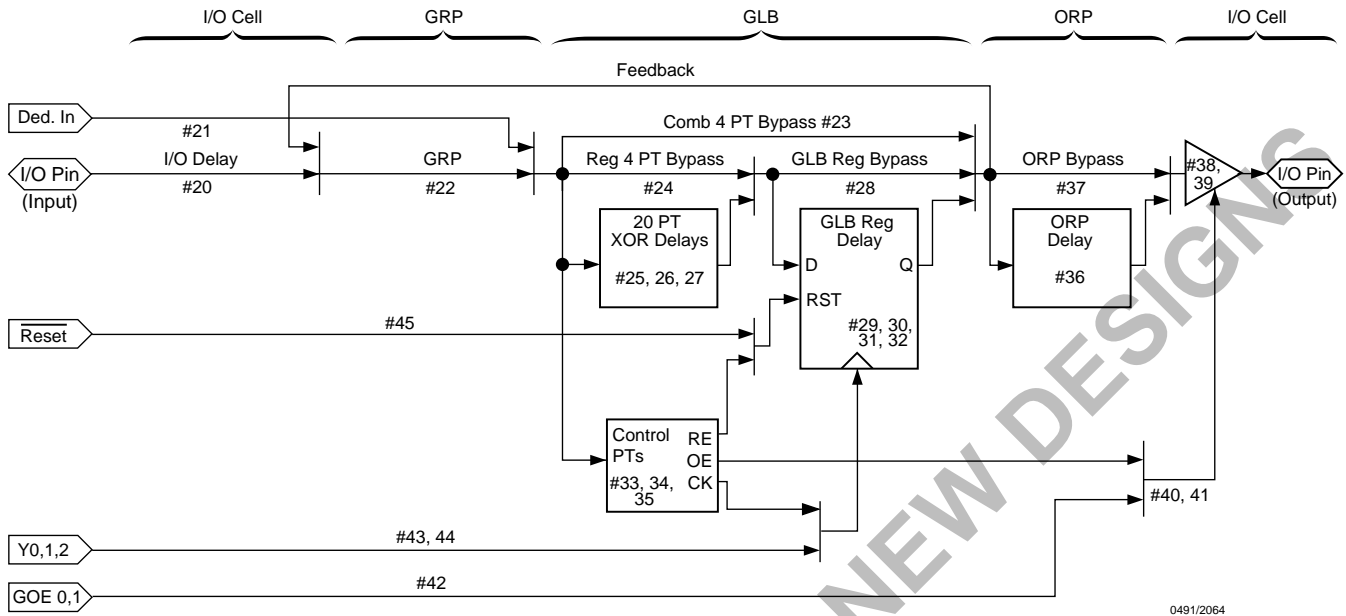 I/O Cell
GRP
GLB
ORP
I/O Cell
Feedback
Ded. In
#21
Comb 4 PT Bypass #23
I/O Pin
(Input)
I/O Delay
#20
GRP
#22
Reg 4 PT Bypass
#24
GLB Reg Bypass
#28
ORP Bypass
#37
#38,
39
I/O Pin
(Output)
20 PT
XOR Delays
#25, 26, 27
GLB Reg
Delay
D
Q
RST
#29, 30,
31, 32
ORP
Delay
#36
Reset
#45
Control
PTs
RE
OE
CK
#33, 34,
35
#40, 41
Y0,1,2
#43, 44
GOE 0,1
#42
0491/2064
NEW DESIGNS